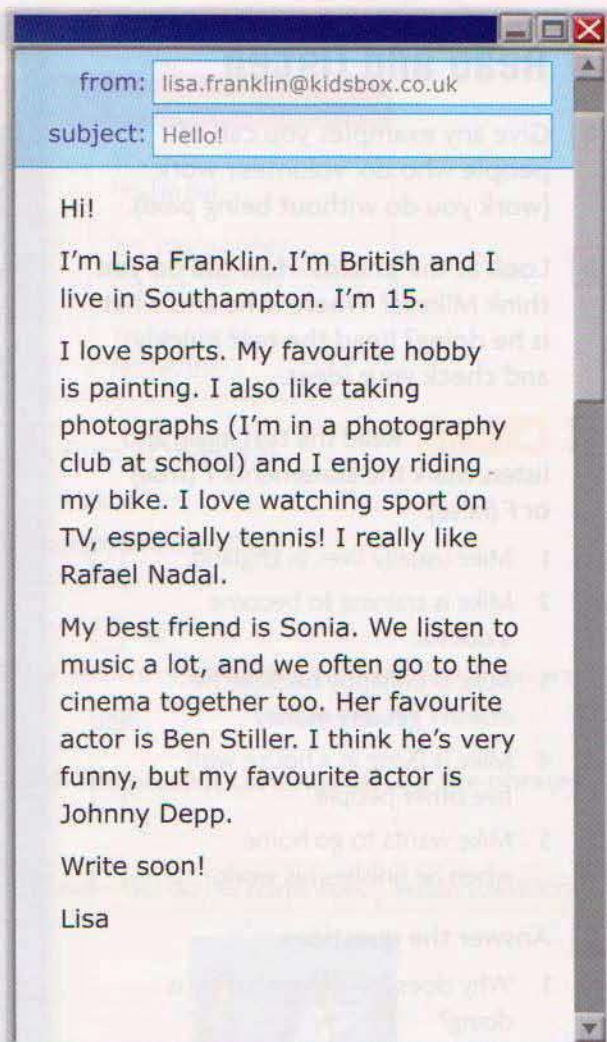 from: lisa.franklin@kidsbox.co.uk
subject: Hello!
Hi!
I'm Lisa Franklin. I'm British and I
live in Southampton. I'm 15.
I love sports. My favourite hobby
is painting. I also like taking
photographs (I'm in a photography
club at school) and I enjoy riding
my bike. I love watching sport on
TV, especially tennis! I really like
Rafael Nadal.
My best friend is Sonia. We listen to
music a lot, and we often go to the
cinema together too. Her favourite
actor is Ben Stiller. I think he's very
funny, but my favourite actor is
Johnny Depp.
Write soon!
Lisa